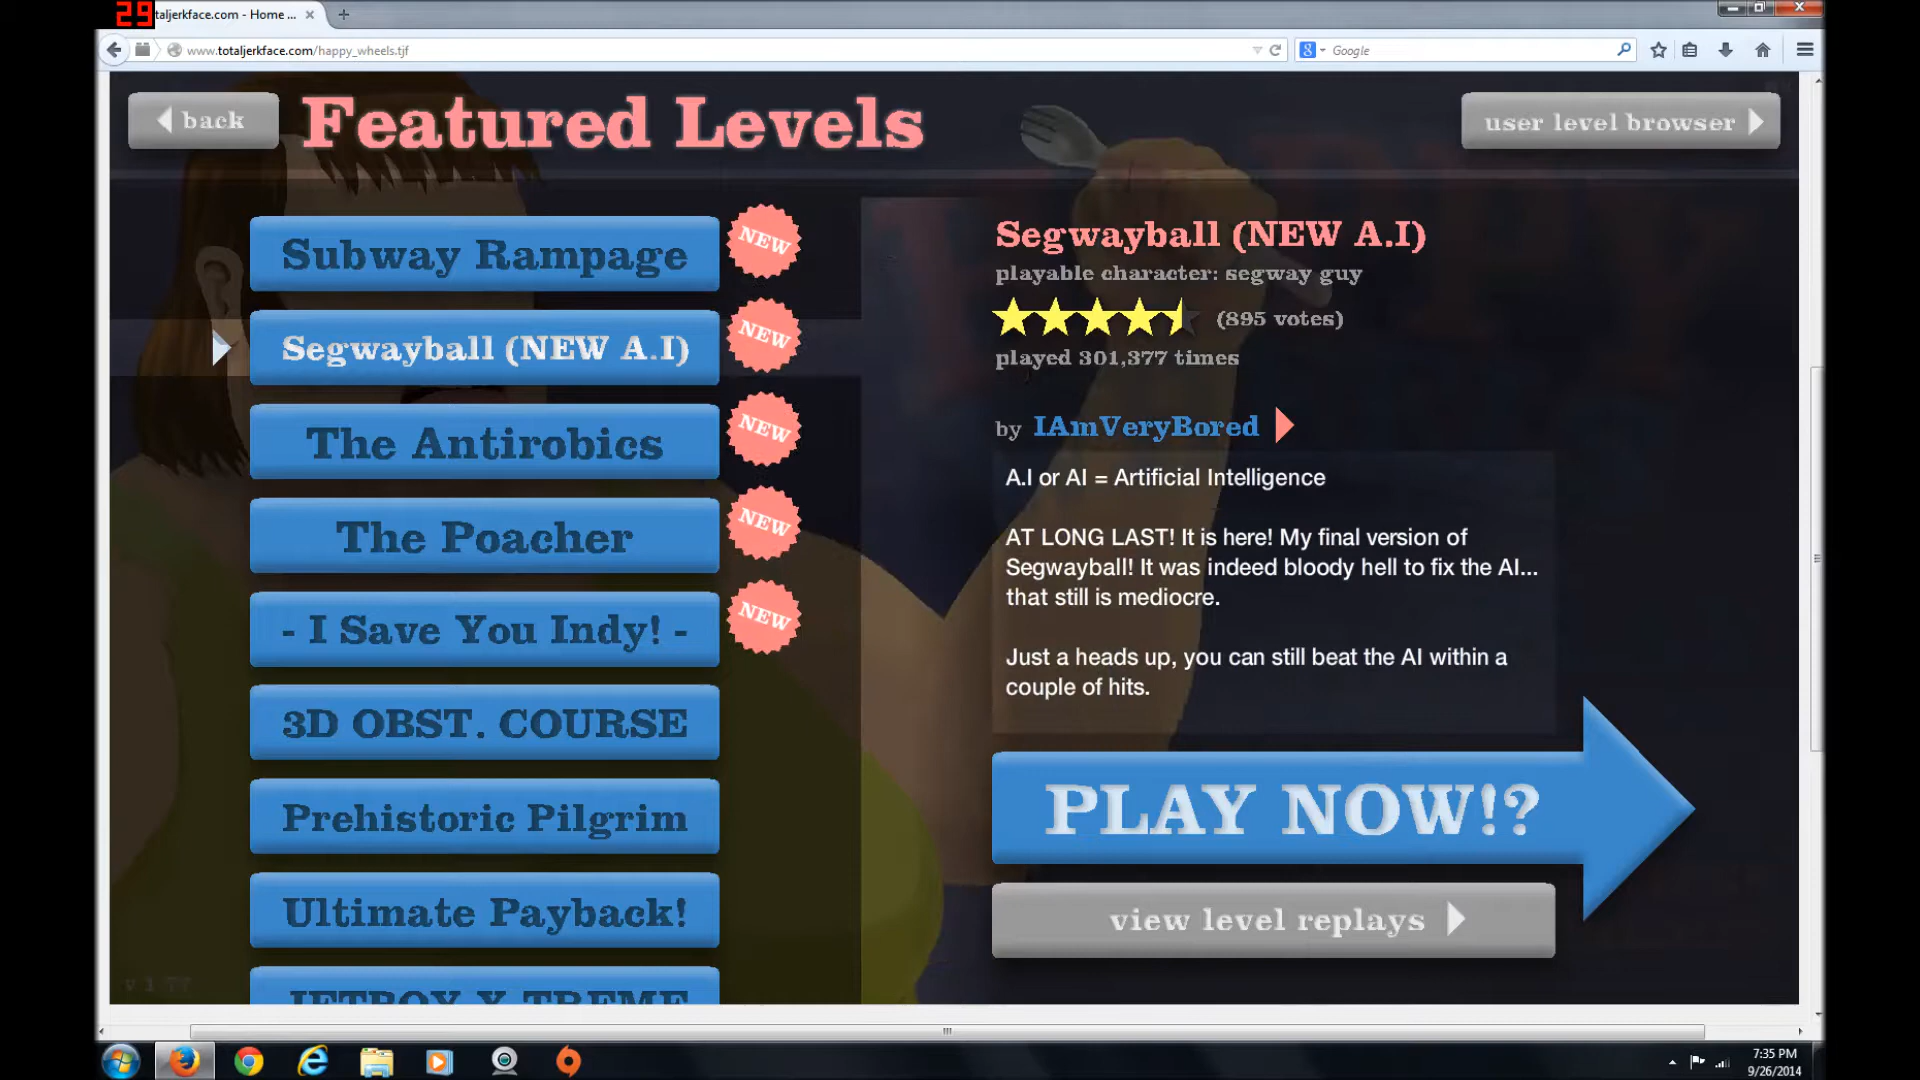 29
taljerkface.com - Home ...
www.totaljerkface.com/happy_wheels.tjf
Google
back
Featured Levels
user level browser
Subway Rampage
NEW
Segwayball (NEW A.I)
NEW
The Antirobics
NEW
The Poacher
NEW
- I Save You Indy! -
NEW
3D OBST. COURSE
Prehistoric Pilgrim
Ultimate Payback!
JETBOX X-TREME
v 1.77
Segwayball (NEW A.I)
playable character: segway guy
(895 votes)
played 301,377 times
by IAmVeryBored
A.I or AI = Artificial Intelligence
AT LONG LAST! It is here! My final version of
Segwayball! It was indeed bloody hell to fix the AI...
that still is mediocre.
Just a heads up, you can still beat the AI within a
couple of hits.
PLAY NOW!?
view level replays
7:35 PM
9/26/2014